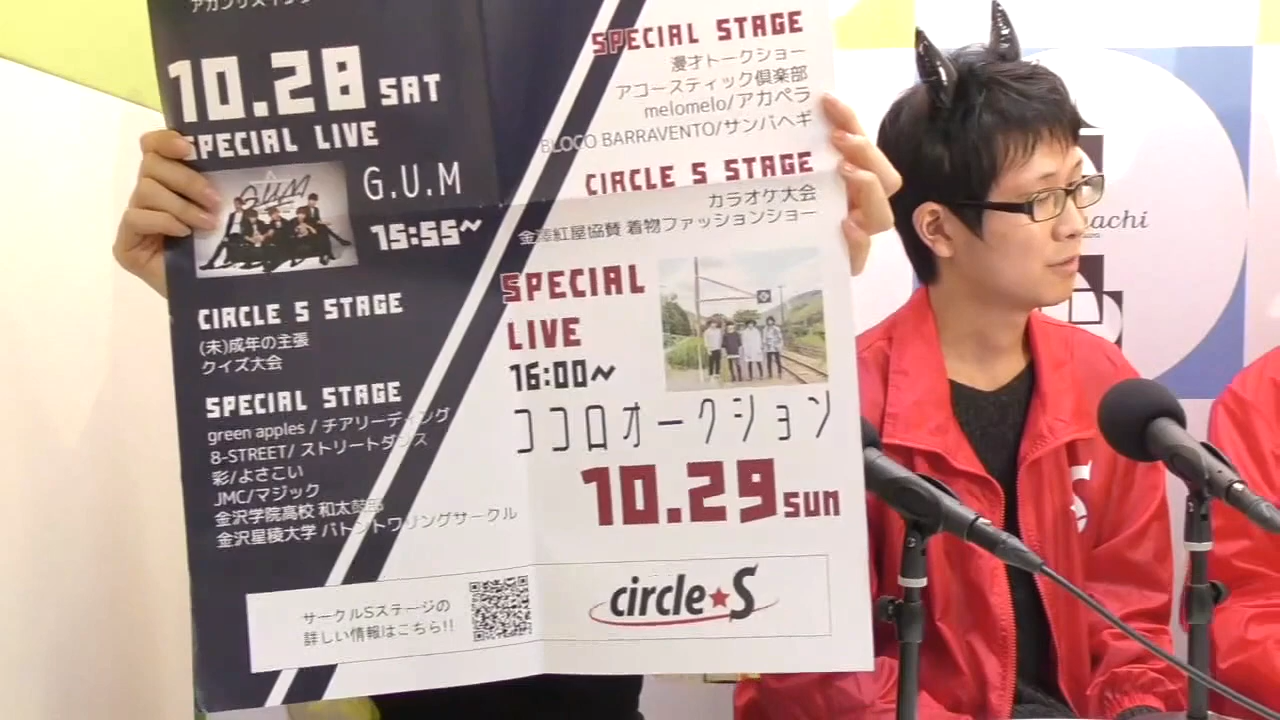 10.28 SAT
SPECIAL LIVE
G.U.M
G.U.M
15:55~
CIRCLE S STAGE
(未)成年の主張
クイズ大会
SPECIAL STAGE
green apples / チアリーディング
8-STREET/ ストリートダンス
彩/よさこい
JMC/マジック
金沢学院高校 和太鼓部
金沢星稜大学 バトントワリングサークル
SPECIAL STAGE
漫才トークショー
アコースティック倶楽部
melomelo/アカペラ
BLOCO BARRAVENTO/サンバヘギ
CIRCLE S STAGE
カラオケ大会
協賛 着物ファッションショー
SPECIAL
LIVE
16:00~
ココロオークション
10.29 SUN
サークルSステージの
詳しい情報はこちら!!
circle★S
S